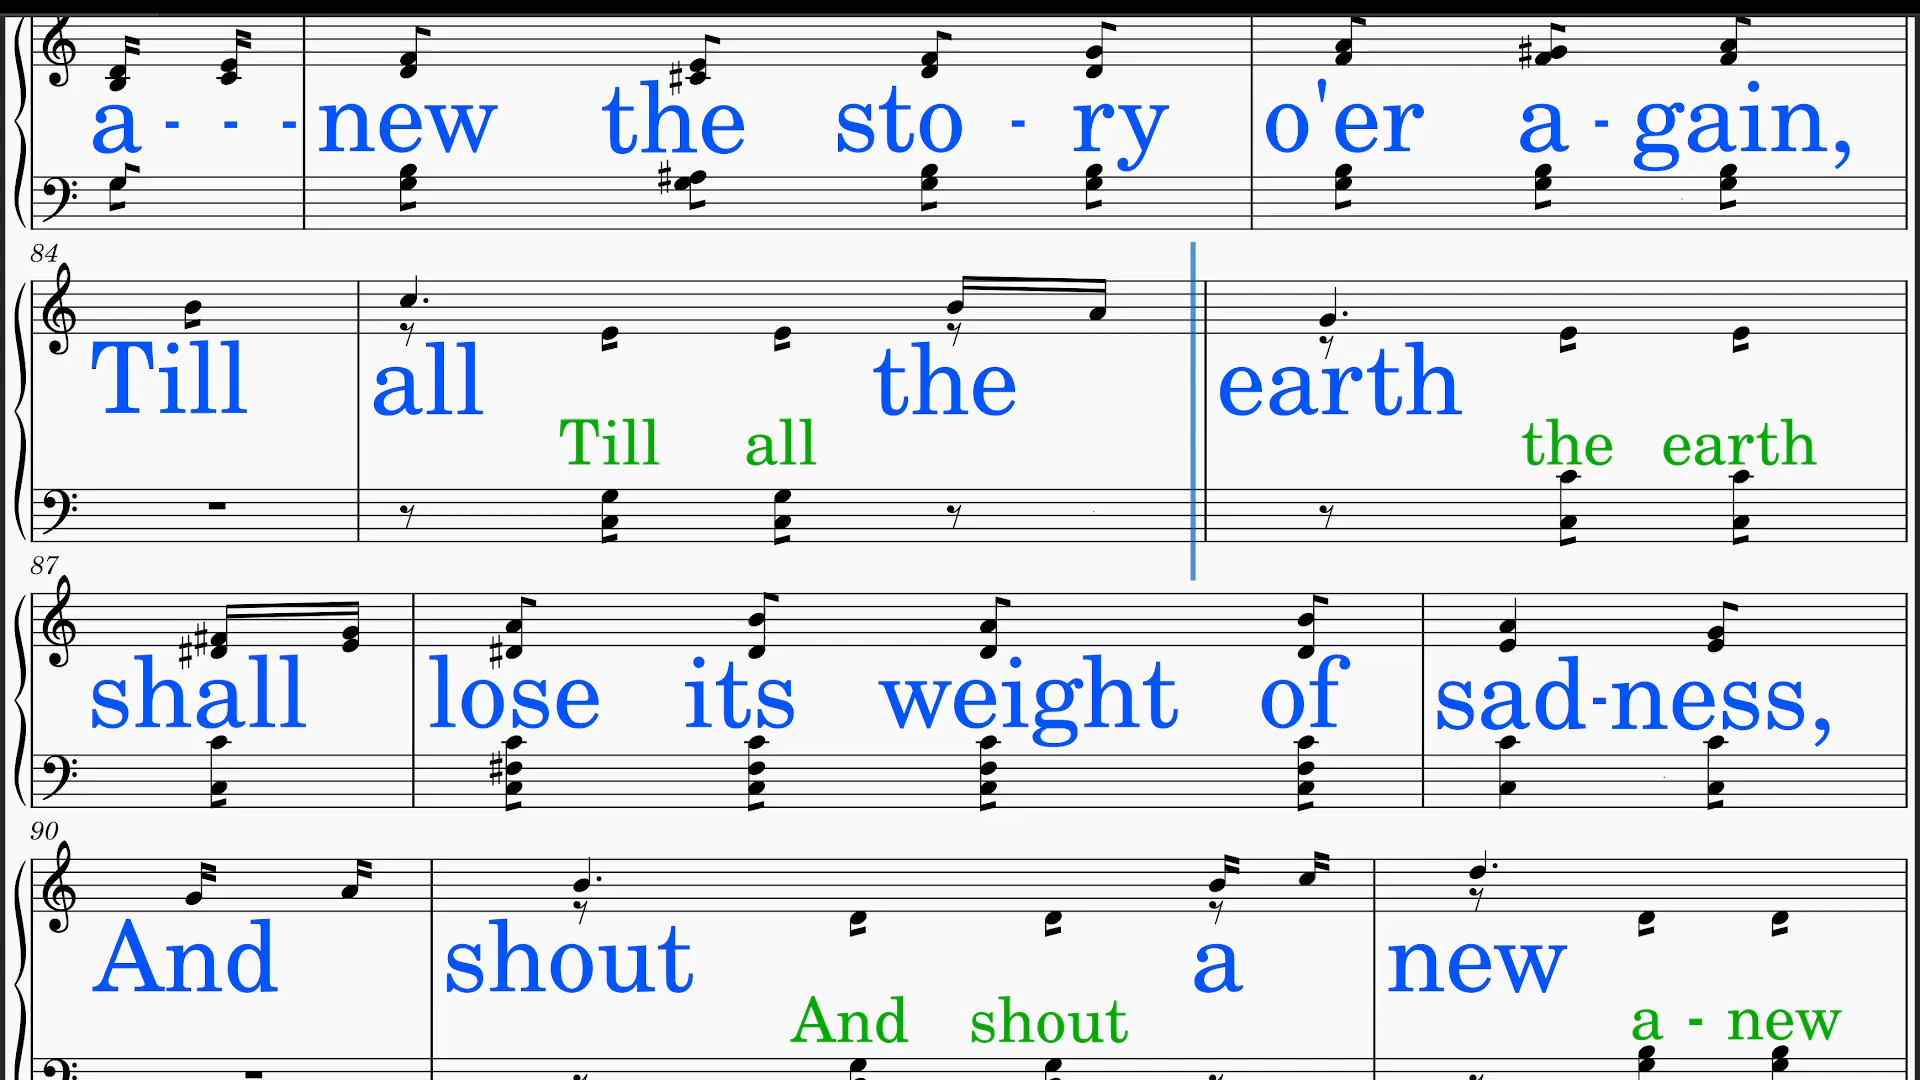 a - - - new the sto - ry o'er a - gain,
84
Till all the earth
Till all the earth
87
shall lose its weight of sad-ness,
90
And shout a new
And shout a - new